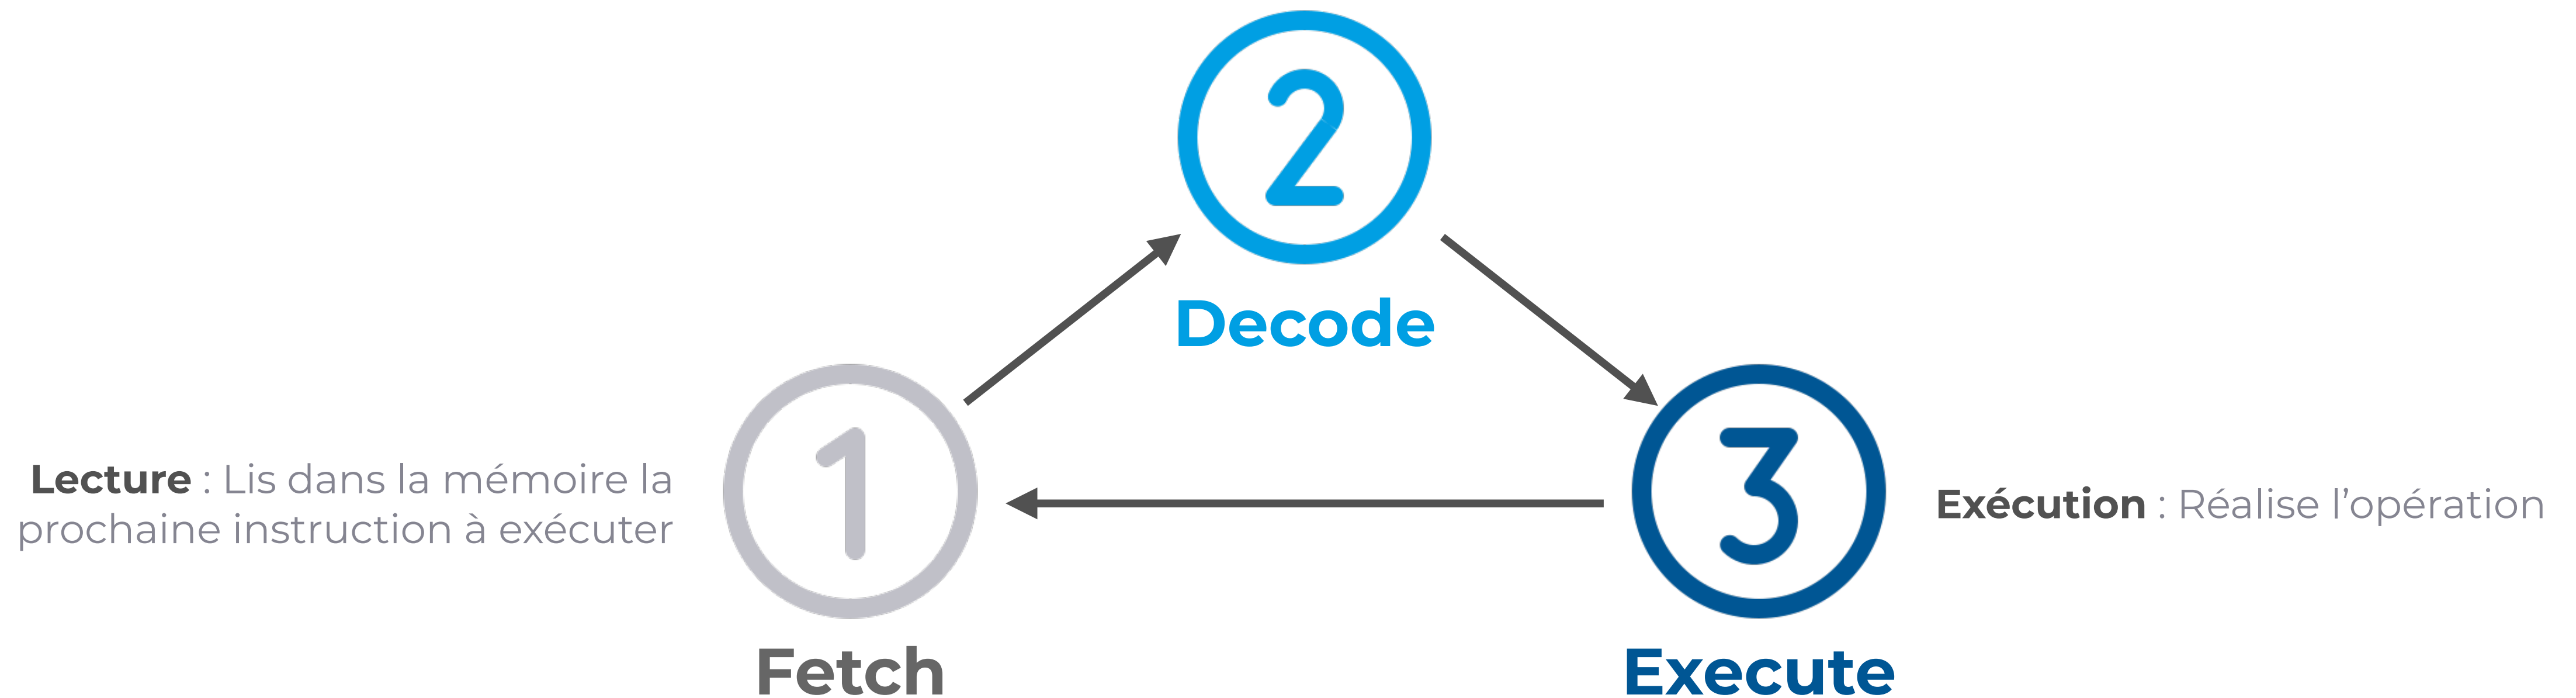 2
Decode
1
Lecture : Lis dans la mémoire la
prochaine instruction à exécuter
Fetch
3
Exécution : Réalise l’opération
Execute